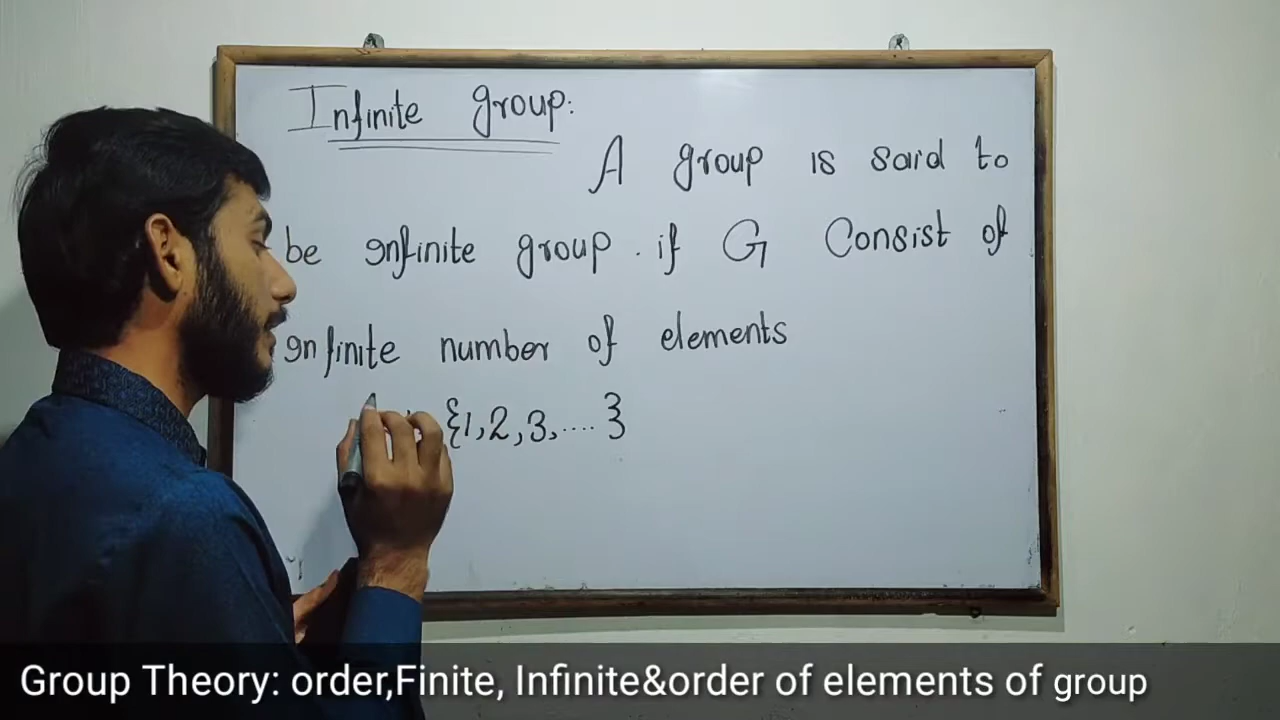 Infinite group:
A group is said to
be infinite group. if G Consist of
infinite number of elements
{1,2,3,.... }
Group Theory: order,Finite, Infinite&order of elements of group